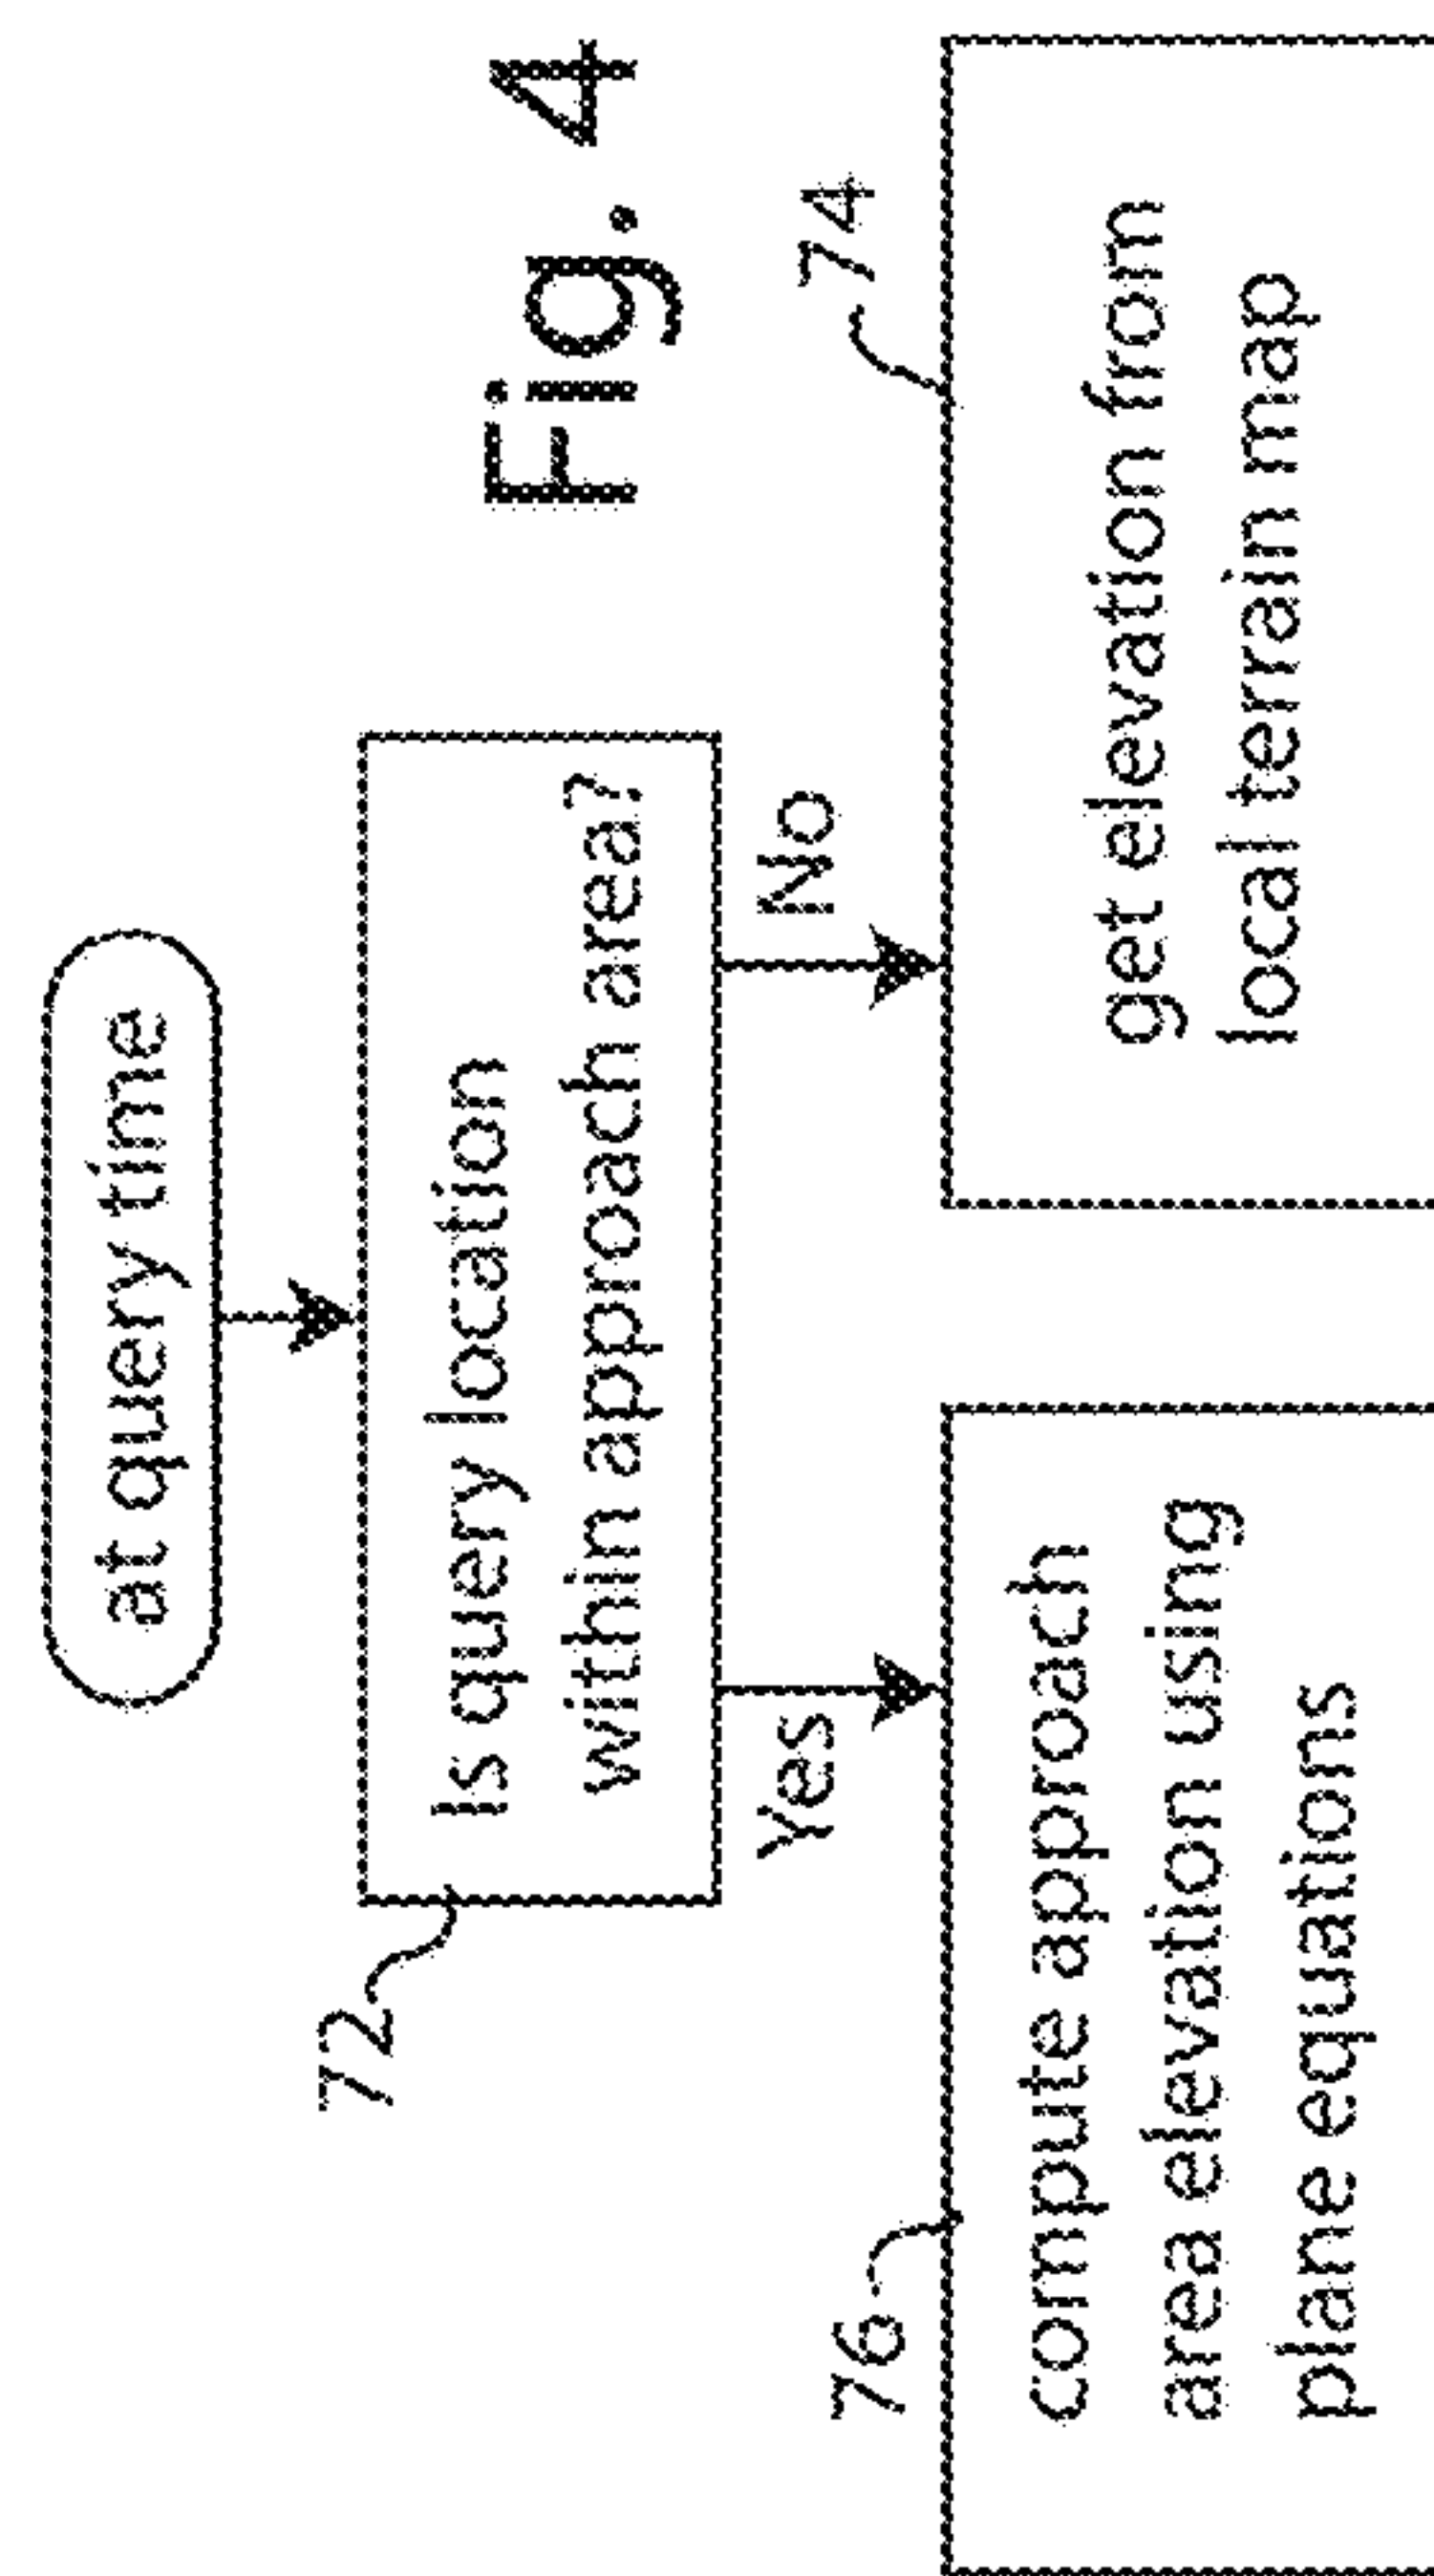 at query time
72
Is query location
within approach area?
Yes
No
Fig. 4
76
compute approach
area elevation using
plane equations
74
get elevation from
local terrain map